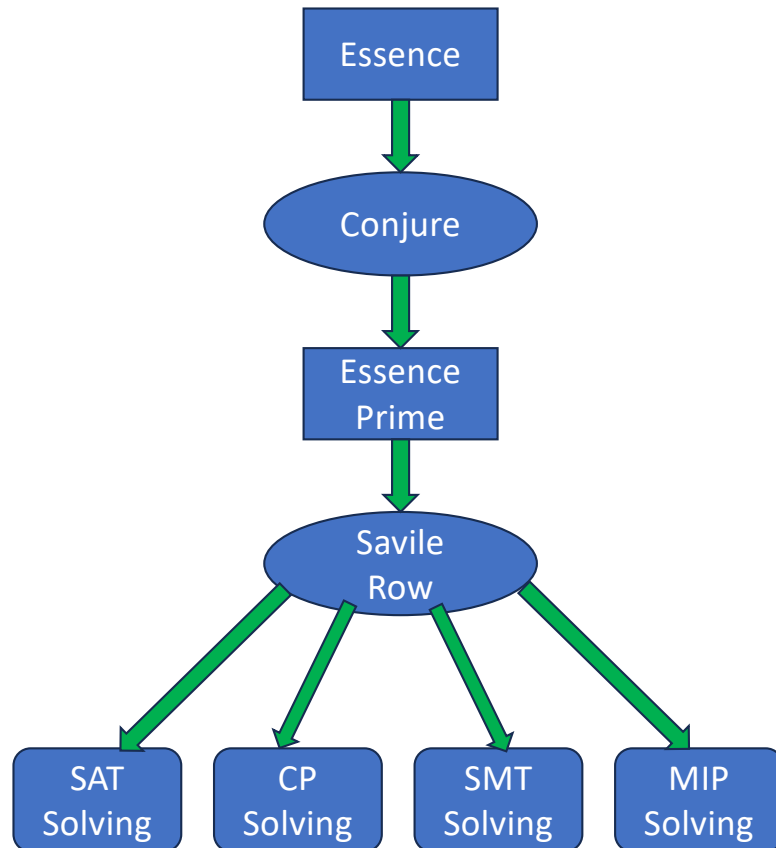 Essence
Conjure
Essence
Prime
Savile
Row
SAT
Solving
CP
Solving
SMT
Solving
MIP
Solving